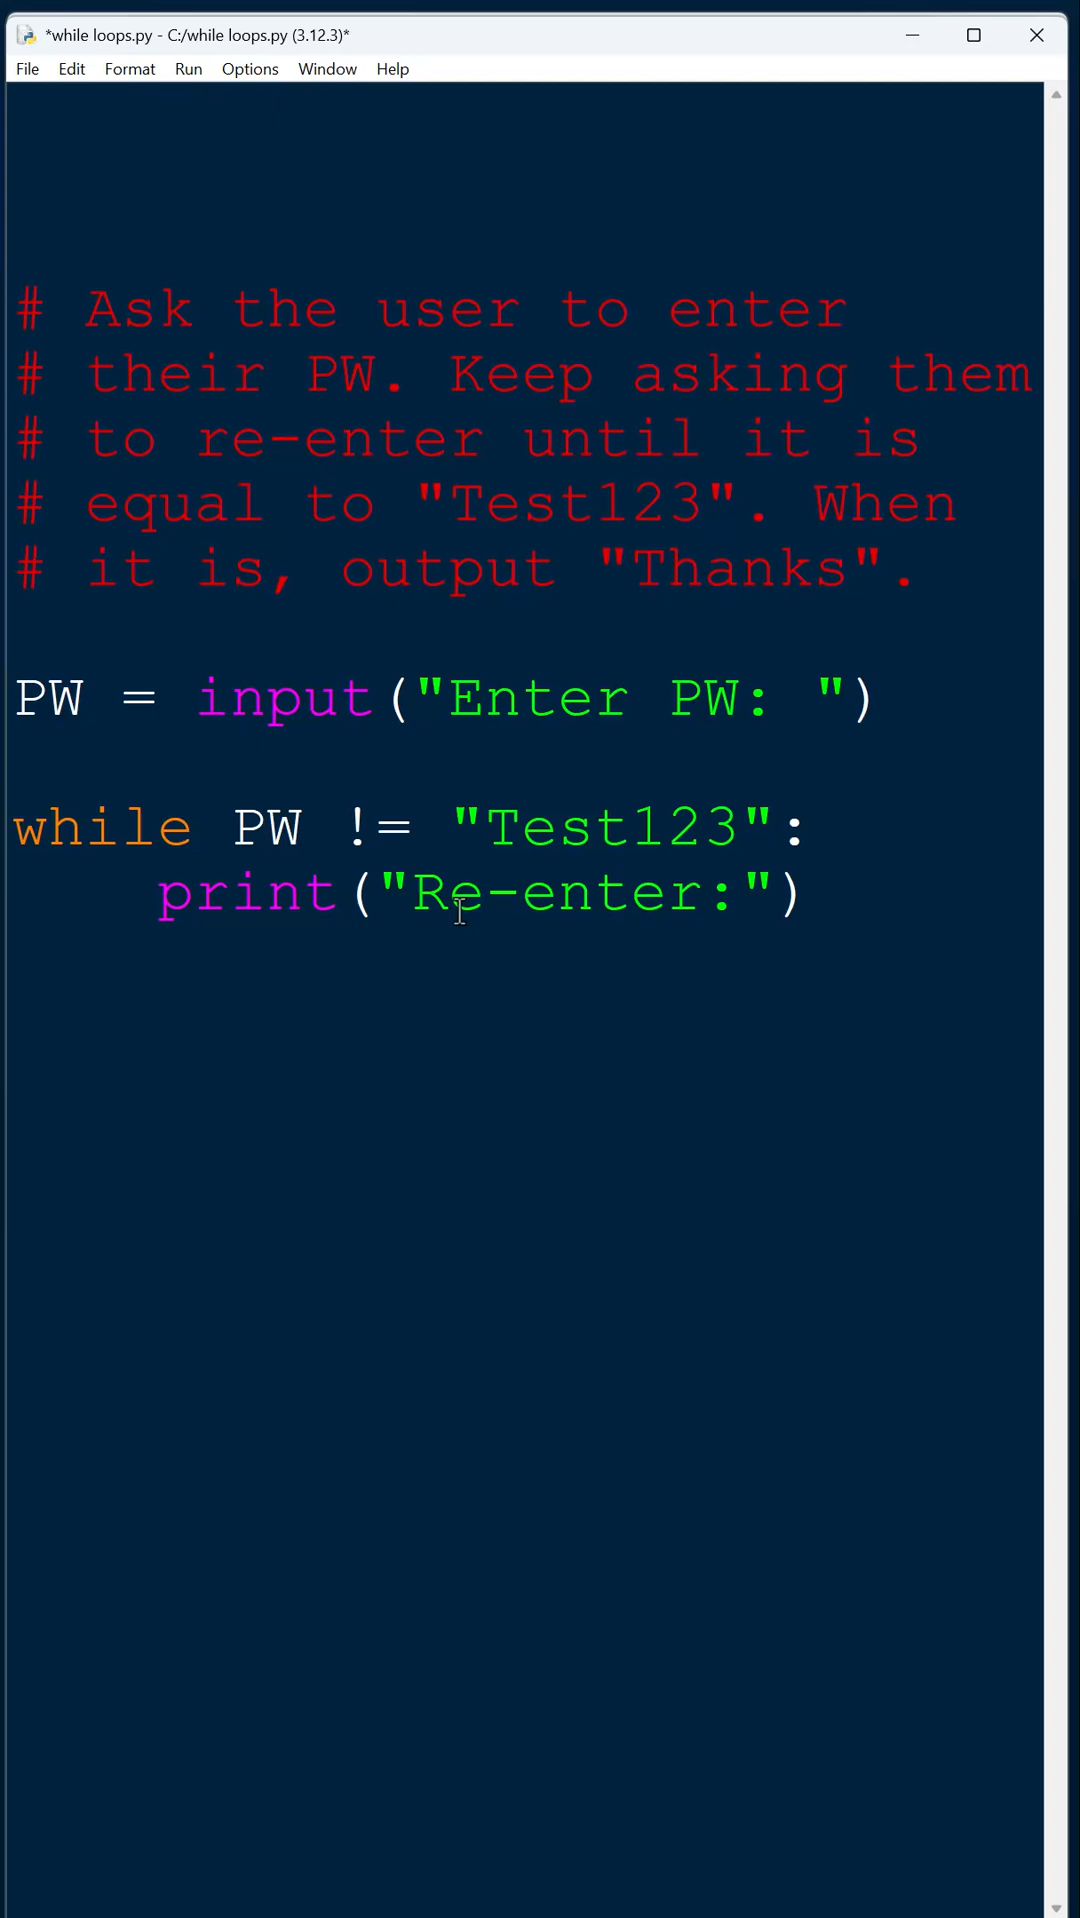 *while loops.py - C:/while loops.py (3.12.3)*
File Edit Format Run Options Window Help
# Ask the user to enter
# their PW. Keep asking them
# to re-enter until it is
# equal to "Test123". When
# it is, output "Thanks".
PW = input("Enter PW: ")
while PW != "Test123":
    print("Re-enter:")